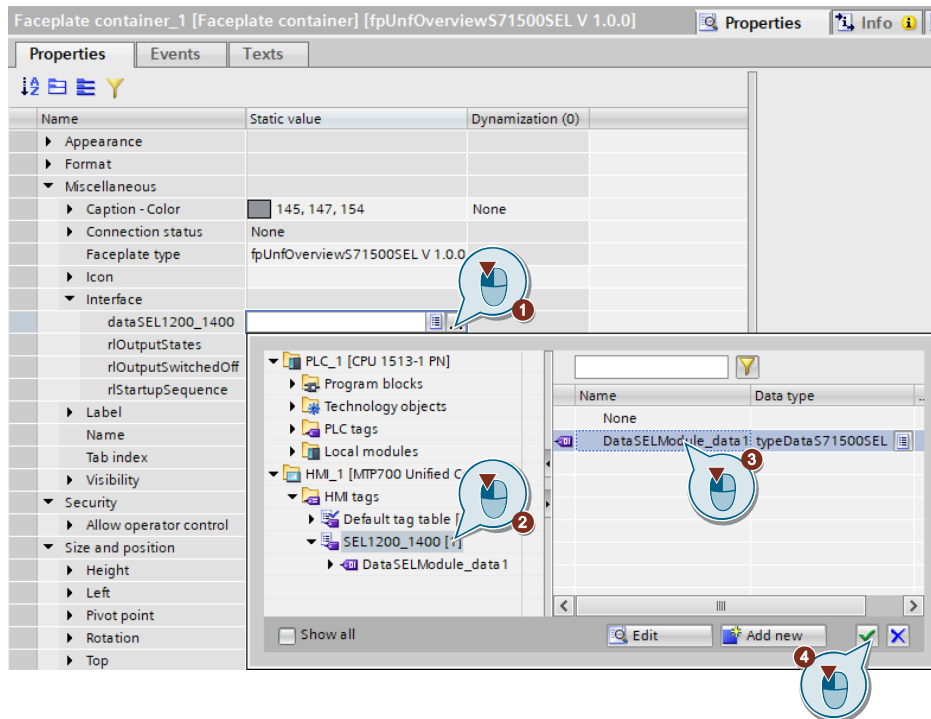 Faceplate container_1 [Faceplate container] [fpUnfOverviewS71500SEL V 1.0.0]
Properties
Info
Properties
Events
Texts
Name
Static value
Dynamization (0)
Appearance
Format
Miscellaneous
Caption - Color
145, 147, 154
None
Connection status
None
Faceplate type
fpUnfOverviewS71500SEL V 1.0.0
Icon
Interface
dataSEL1200_1400
rlOutputStates
rlOutputSwitchedOff
rlStartupSequence
Label
Name
Tab index
Visibility
Security
Allow operator control
Size and position
Height
Left
Pivot point
Rotation
Top
1
PLC_1 [CPU 1513-1 PN]
Program blocks
Technology objects
PLC tags
Local modules
HMI_1 [MTP700 Unified C
HMI tags
Default tag table [
SEL1200_1400 [1]
DataSELModule_data1
2
Name
Data type
..
None
DataSELModule_data1
typeDataS71500SEL
3
Show all
Edit
Add new
4